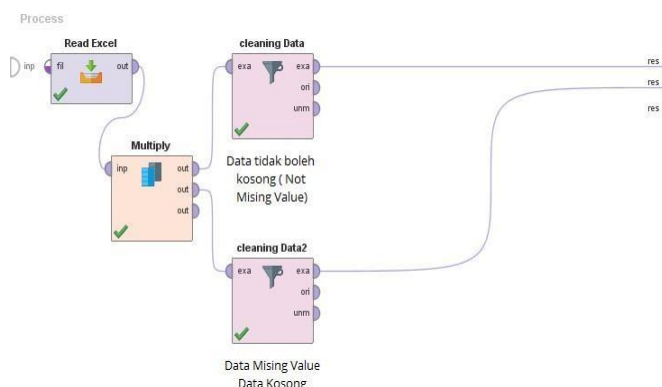 Process
Read Excel
inp
fil
out
Multiply
inp
out
out
out
cleaning Data
exa
exa
ori
unm
Data tidak boleh
kosong ( Not
Mising Value)
cleaning Data2
exa
exa
ori
unm
Data Mising Value
Data Kosong
res
res
res